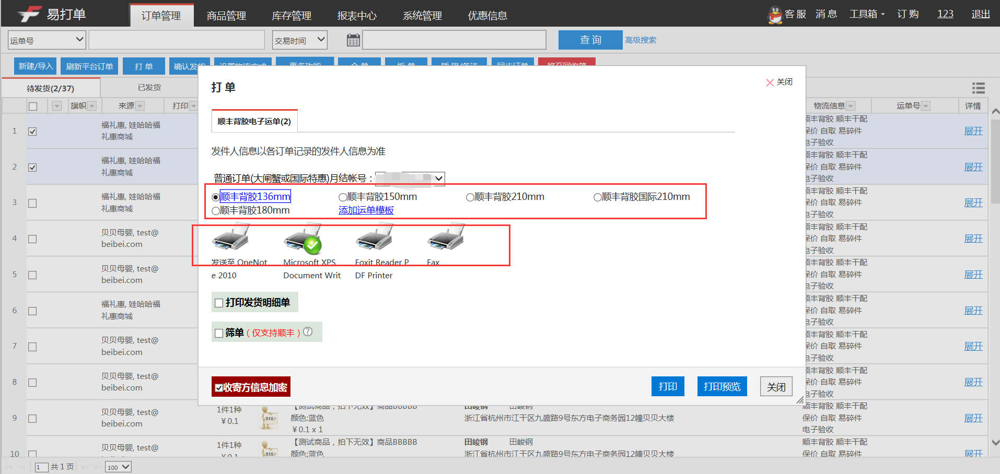 易打单 订单管理 商品管理 库存管理 报表中心 系统管理 优惠信息 客 服 消 息 工具箱 订 购 123 退出
运单号 交易时间 查 询 高级搜索
新建/导入 刷新平台订单 打 单 确认发货
待发货(2/37) 已发货
旗帜 来源 打印 物流信息 运单号 详情
打 单
关闭
顺丰背胶电子运单(2)
发件人信息以各订单记录的发件人信息为准
普通订单(大闸蟹或国际特惠)月结帐号：
顺丰背胶136mm 顺丰背胶150mm 顺丰背胶210mm 顺丰背胶国际210mm
顺丰背胶180mm 添加运单模板
发送至 OneNot
e 2010
Microsoft XPS
Document Writ
Foxit Reader P
DF Printer
Fax
打印发货明细单
筛单 (仅支持顺丰) ?
收寄方信息加密 打印 打印预览 关闭
1 福礼惠, 娃哈哈福
礼惠商城
顺丰背胶 顺丰干配
保价 自取 易碎件
电子验收
展开
2 福礼惠, 娃哈哈福
礼惠商城
顺丰背胶 顺丰干配
保价 自取 易碎件
电子验收
展开
3 福礼惠, 娃哈哈福
礼惠商城
顺丰背胶 顺丰干配
保价 自取 易碎件
电子验收
展开
4 贝贝母婴, test@
beibei.com
顺丰背胶 顺丰干配
保价 自取 易碎件
电子验收
展开
5 贝贝母婴, test@
beibei.com
顺丰背胶 顺丰干配
保价 自取 易碎件
电子验收
展开
6 福礼惠, 娃哈哈福
礼惠商城
顺丰背胶 顺丰干配
保价 自取 易碎件
电子验收
展开
7 贝贝母婴, test@
beibei.com
顺丰背胶 顺丰干配
保价 自取 易碎件
电子验收
展开
8 贝贝母婴, test@
beibei.com
顺丰背胶 顺丰干配
保价 自取 易碎件
电子验收
展开
9 贝贝母婴, test@
beibei.com
1件1种
￥0.1
【测试商品，拍下无效】商品BBBBB
颜色:蓝色
￥0.1 x 1
田峻钢 田峻钢
浙江省杭州市江干区九盛路9号东方电子商务园12幢贝贝大楼
顺丰背胶 顺丰干配
保价 自取 易碎件
电子验收
展开
10 贝贝母婴, test@
beibei.com
1件1种
￥0.1
【测试商品，拍下无效】商品BBBBB
颜色:蓝色
田峻钢 田峻钢
浙江省杭州市江干区九盛路9号东方电子商务园12幢贝贝大楼
顺丰背胶 顺丰干配
保价 自取 易碎件
展开
1 共 1 页 100